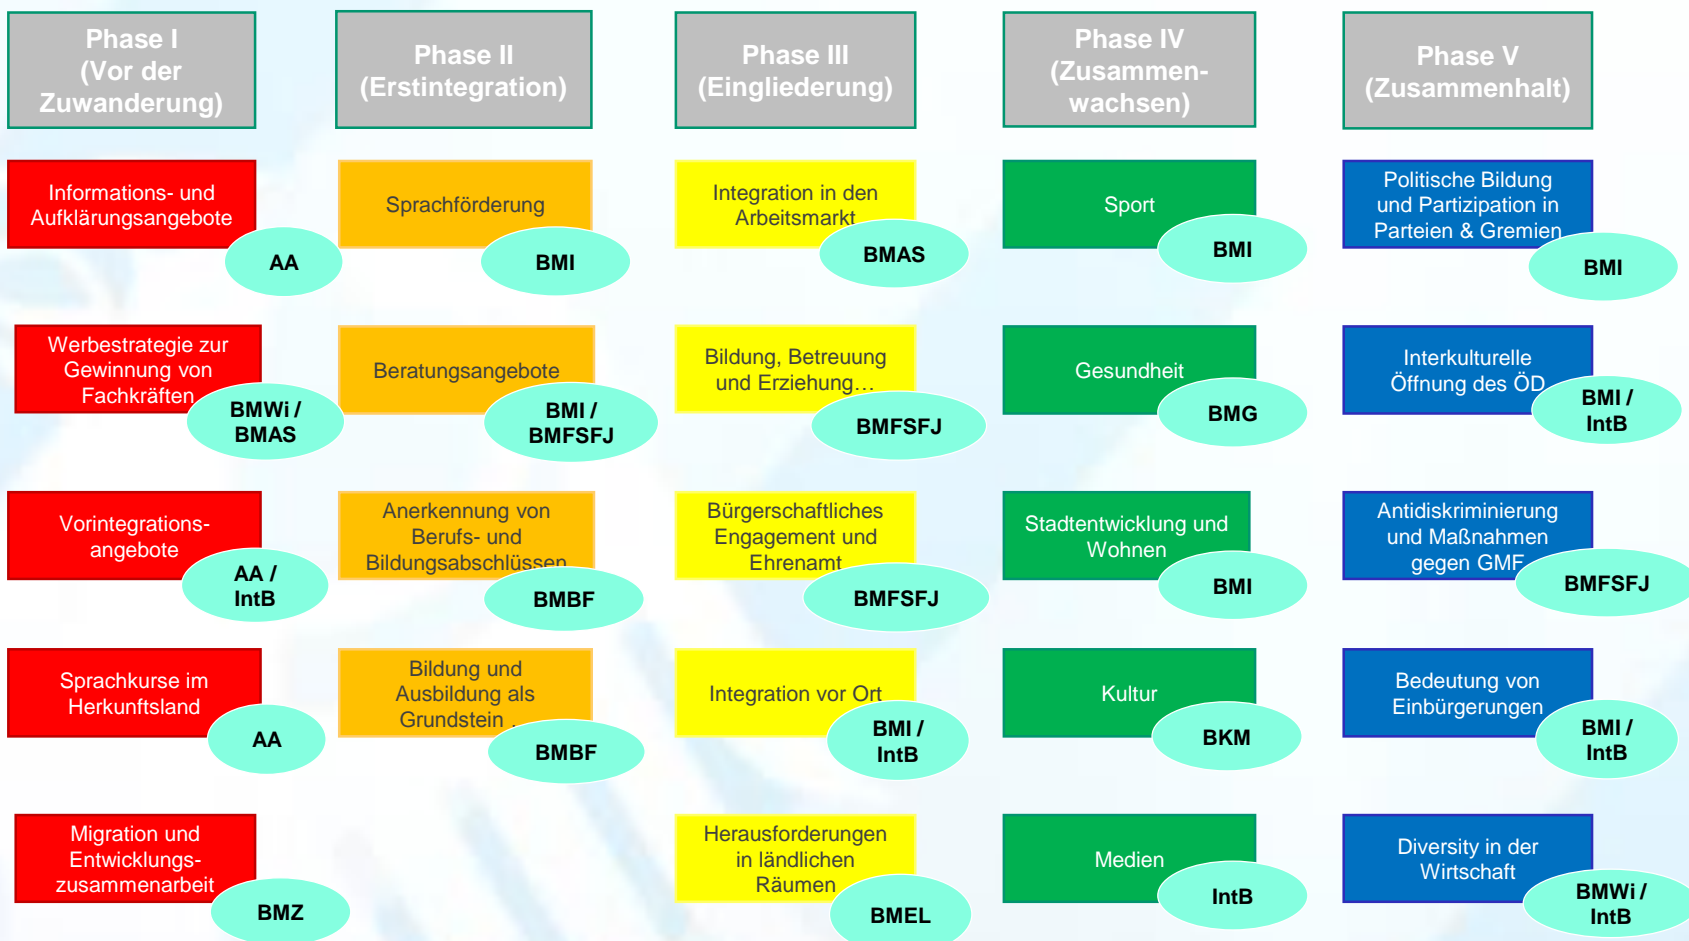 Phase I
(Vor der
Zuwanderung)
Phase II
(Erstintegration)
Phase III
(Eingliederung)
Phase IV
(Zusammen-
wachsen)
Phase V
(Zusammenhalt)
Informations- und
Aufklärungsangebote
AA
Sprachförderung
BMI
Integration in den
Arbeitsmarkt
BMAS
Sport
BMI
Politische Bildung
und Partizipation in
Parteien & Gremien
BMI
Werbestrategie zur
Gewinnung von
Fachkräften
BMWi /
BMAS
Beratungsangebote
BMI /
BMFSFJ
Bildung, Betreuung
und Erziehung…
BMFSFJ
Gesundheit
BMG
Interkulturelle
Öffnung des ÖD
BMI /
IntB
Vorintegrations-
angebote
AA /
IntB
Anerkennung von
Berufs- und
Bildungsabschlüssen
BMBF
Bürgerschaftliches
Engagement und
Ehrenamt
BMFSFJ
Stadtentwicklung und
Wohnen
BMI
Antidiskriminierung
und Maßnahmen
gegen GMF
BMFSFJ
Sprachkurse im
Herkunftsland
AA
Bildung und
Ausbildung als
Grundstein .
BMBF
Integration vor Ort
BMI /
IntB
Kultur
BKM
Bedeutung von
Einbürgerungen
BMI /
IntB
Migration und
Entwicklungs-
zusammenarbeit
BMZ
Herausforderungen
in ländlichen
Räumen
BMEL
Medien
IntB
Diversity in der
Wirtschaft
BMWi /
IntB